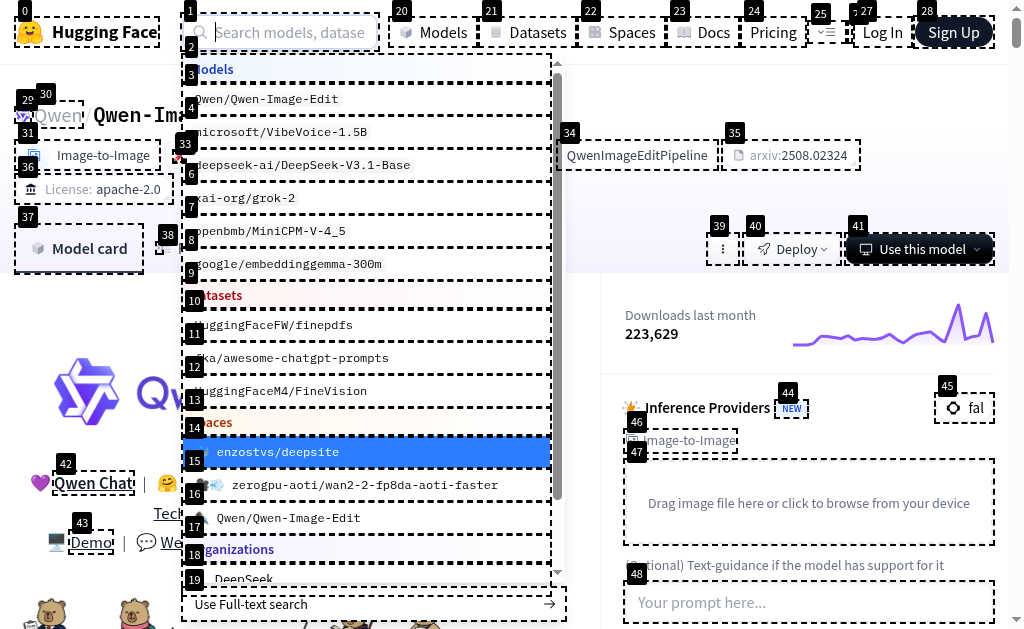 Hugging Face
Search models, datase
Models
Datasets
Spaces
Docs
Pricing
Log In
Sign Up
Models
Qwen/Qwen-Image-Edit
microsoft/VibeVoice-1.5B
deepseek-ai/DeepSeek-V3.1-Base
xai-org/grok-2
openbmb/MiniCPM-V-4_5
google/embeddinggemma-300m
Datasets
HuggingFaceFW/finepdfs
fka/awesome-chatgpt-prompts
HuggingFaceM4/FineVision
Spaces
enzostvs/deepsite
zerogpu-aoti/wan2-2-fp8da-aoti-faster
Qwen/Qwen-Image-Edit
Organizations
DeepSeek
Use Full-text search
Qwen/Qwen-Ima
Image-to-Image
QwenImageEditPipeline
arxiv:2508.02324
License: apache-2.0
Model card
Deploy
Use this model
Downloads last month
223,629
Inference Providers NEW
fal
Image-to-Image
Drag image file here or click to browse from your device
(Optional) Text-guidance if the model has support for it
Your prompt here...
Qw
Qwen Chat |
Tech
Demo | We
0
1
2
3
4
6
7
8
9
10
11
12
13
14
15
16
17
18
19
20
21
22
23
24
25
27
28
29
30
31
33
34
35
36
37
38
39
40
41
42
43
44
45
46
47
48